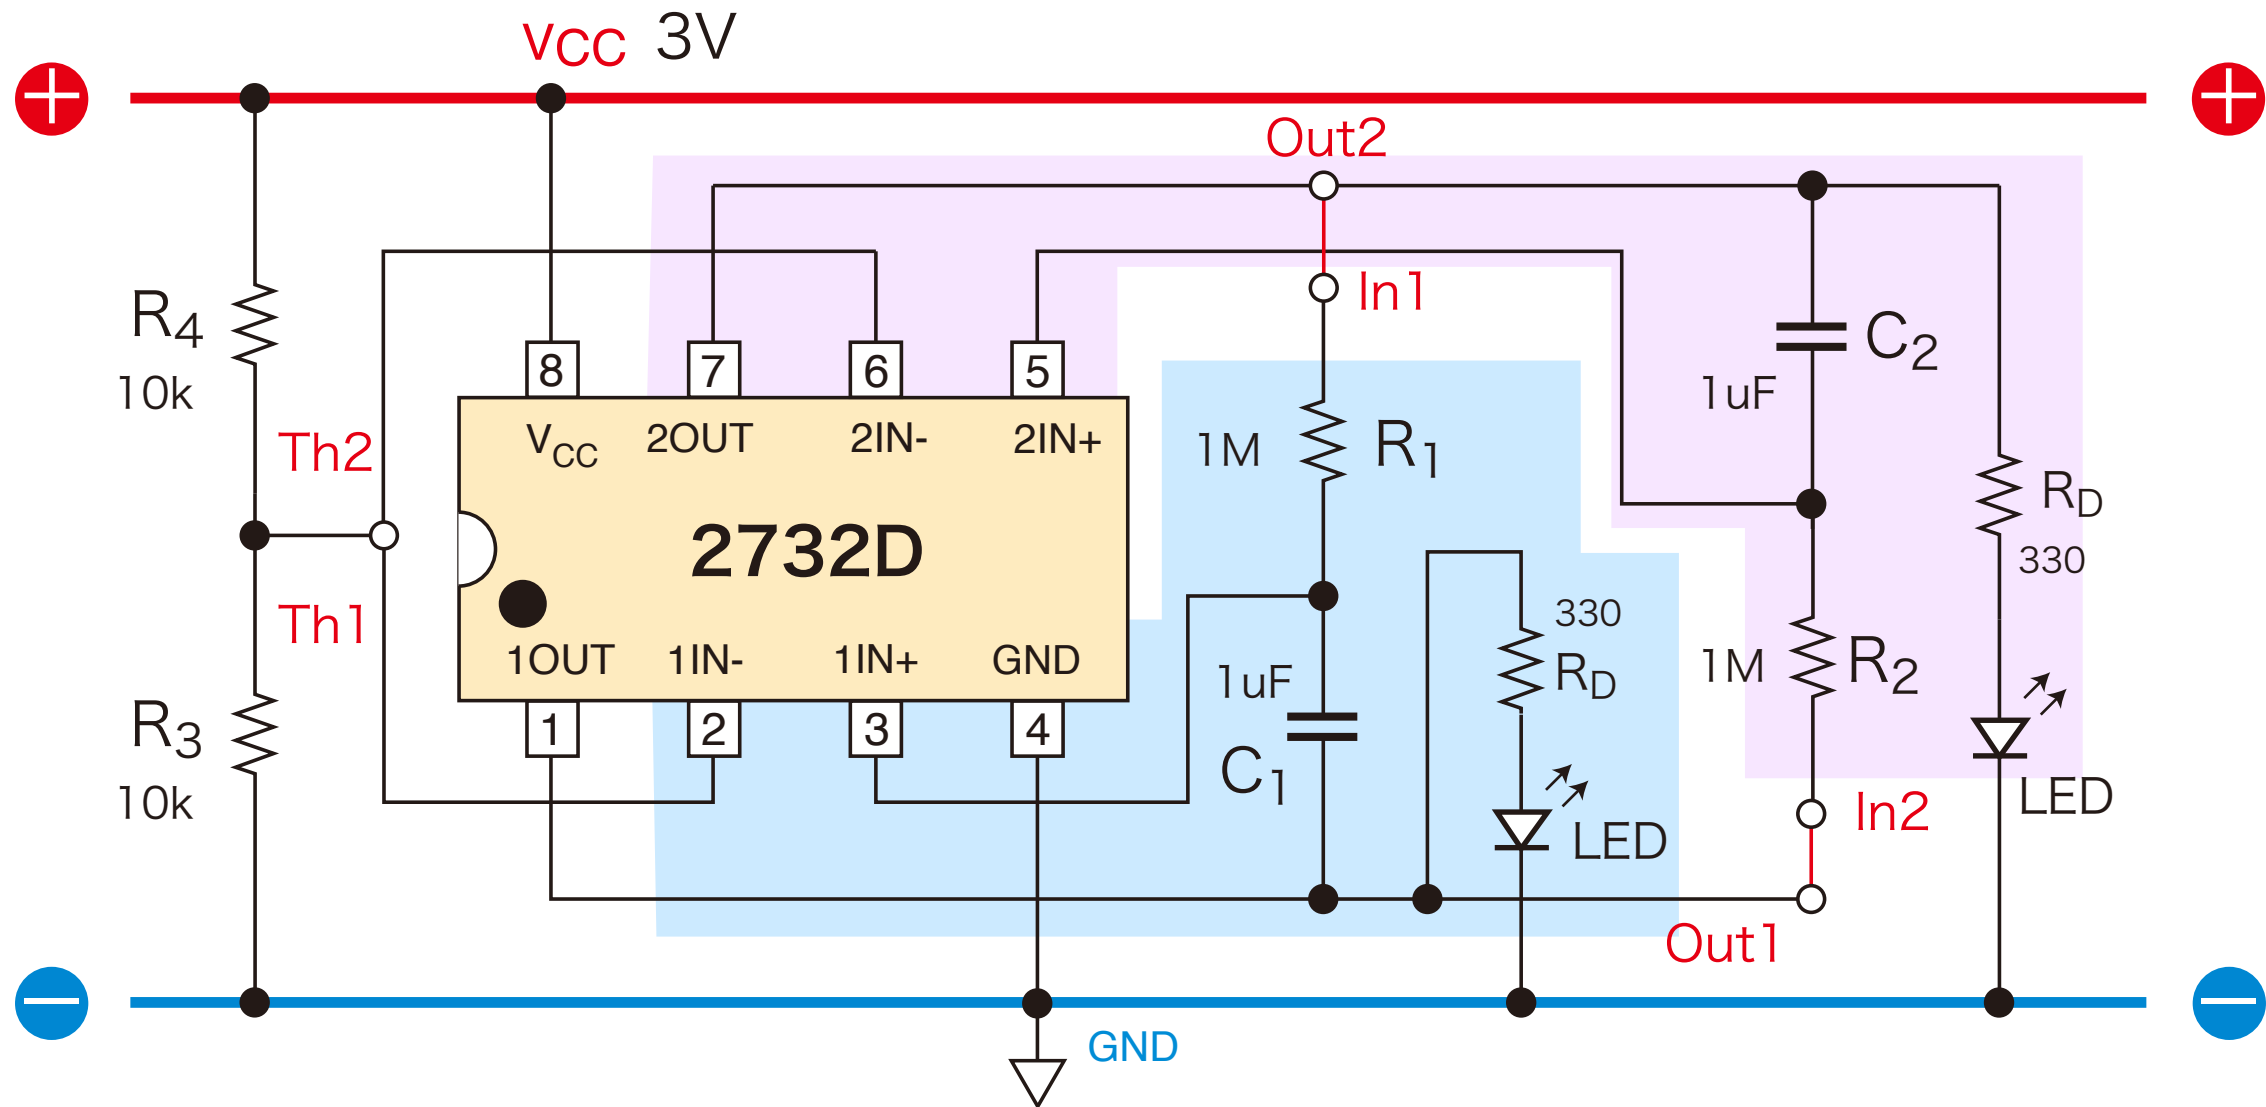 VCC 3V
Out2
In1
R4
10k
Th2
Th1
R3
10k
8
7
6
5
VCC
2OUT
2IN-
2IN+
2732D
1OUT
1IN-
1IN+
GND
1
2
3
4
1M
R1
1uF
C1
330
RD
LED
C2
1uF
RD
330
1M
R2
In2
LED
Out1
GND